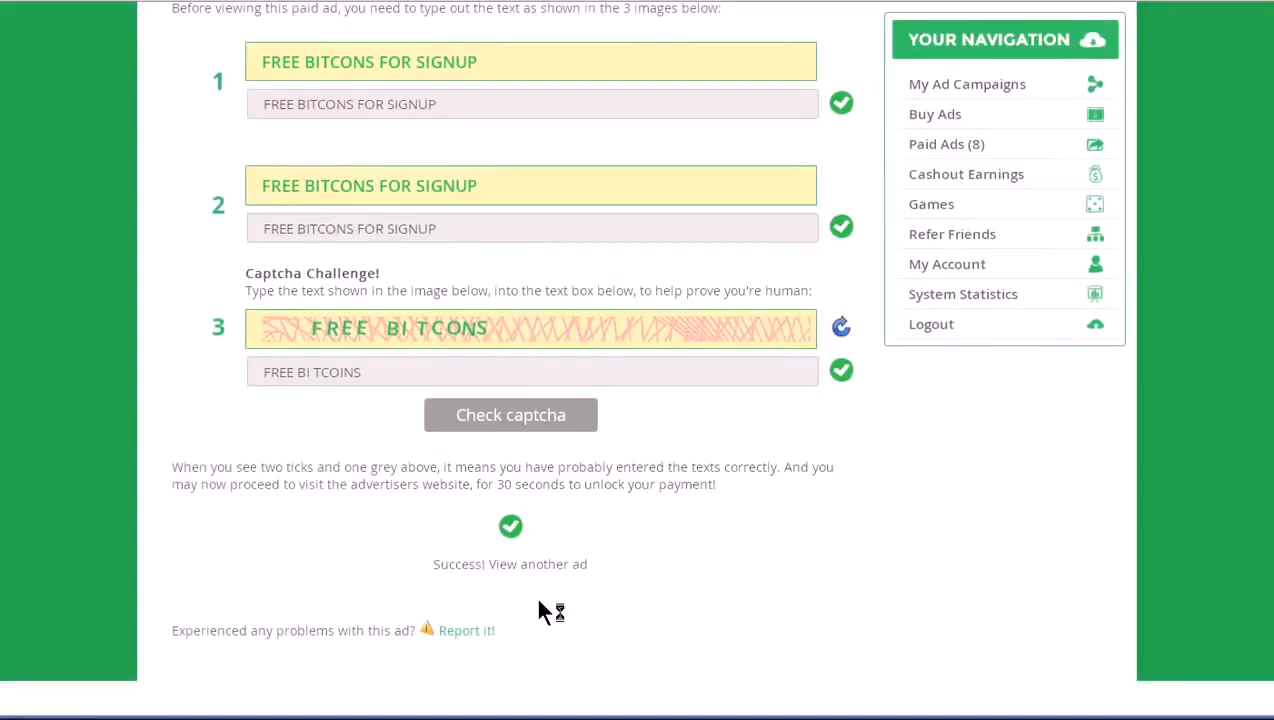 Before viewing this paid ad, you need to type out the text as shown in the 3 images below:
1
FREE BITCONS FOR SIGNUP
FREE BITCONS FOR SIGNUP
2
FREE BITCONS FOR SIGNUP
FREE BITCONS FOR SIGNUP
Captcha Challenge!
Type the text shown in the image below, into the text box below, to help prove you're human:
3
FREE BI TCONS
FREE BI TCOINS
Check captcha
When you see two ticks and one grey above, it means you have probably entered the texts correctly. And you
may now proceed to visit the advertisers website, for 30 seconds to unlock your payment!
Success! View another ad
Experienced any problems with this ad? Report it!
YOUR NAVIGATION
My Ad Campaigns
Buy Ads
Paid Ads (8)
Cashout Earnings
Games
Refer Friends
My Account
System Statistics
Logout